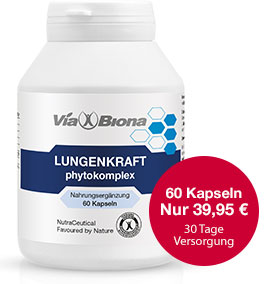 Via Biona
LUNGENKRAFT
phytokomplex
Nahrungsergänzung
60 Kapseln
NutraCeutical
Favoured by Nature
60 Kapseln
Nur 39,95 €
30 Tage
Versorgung